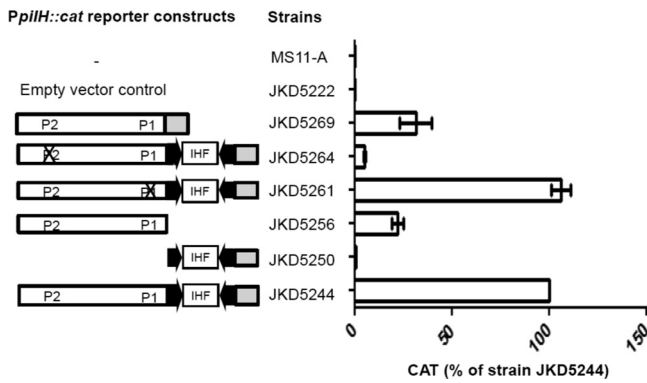 PpilH::cat reporter constructs Strains
- MS11-A
Empty vector control JKD5222
P2 P1 JKD5269
P2 P1 IHF JKD5264
P2 P1 IHF JKD5261
P2 P1 JKD5256
IHF JKD5250
P2 P1 IHF JKD5244
0 50 100 150
CAT (% of strain JKD5244)